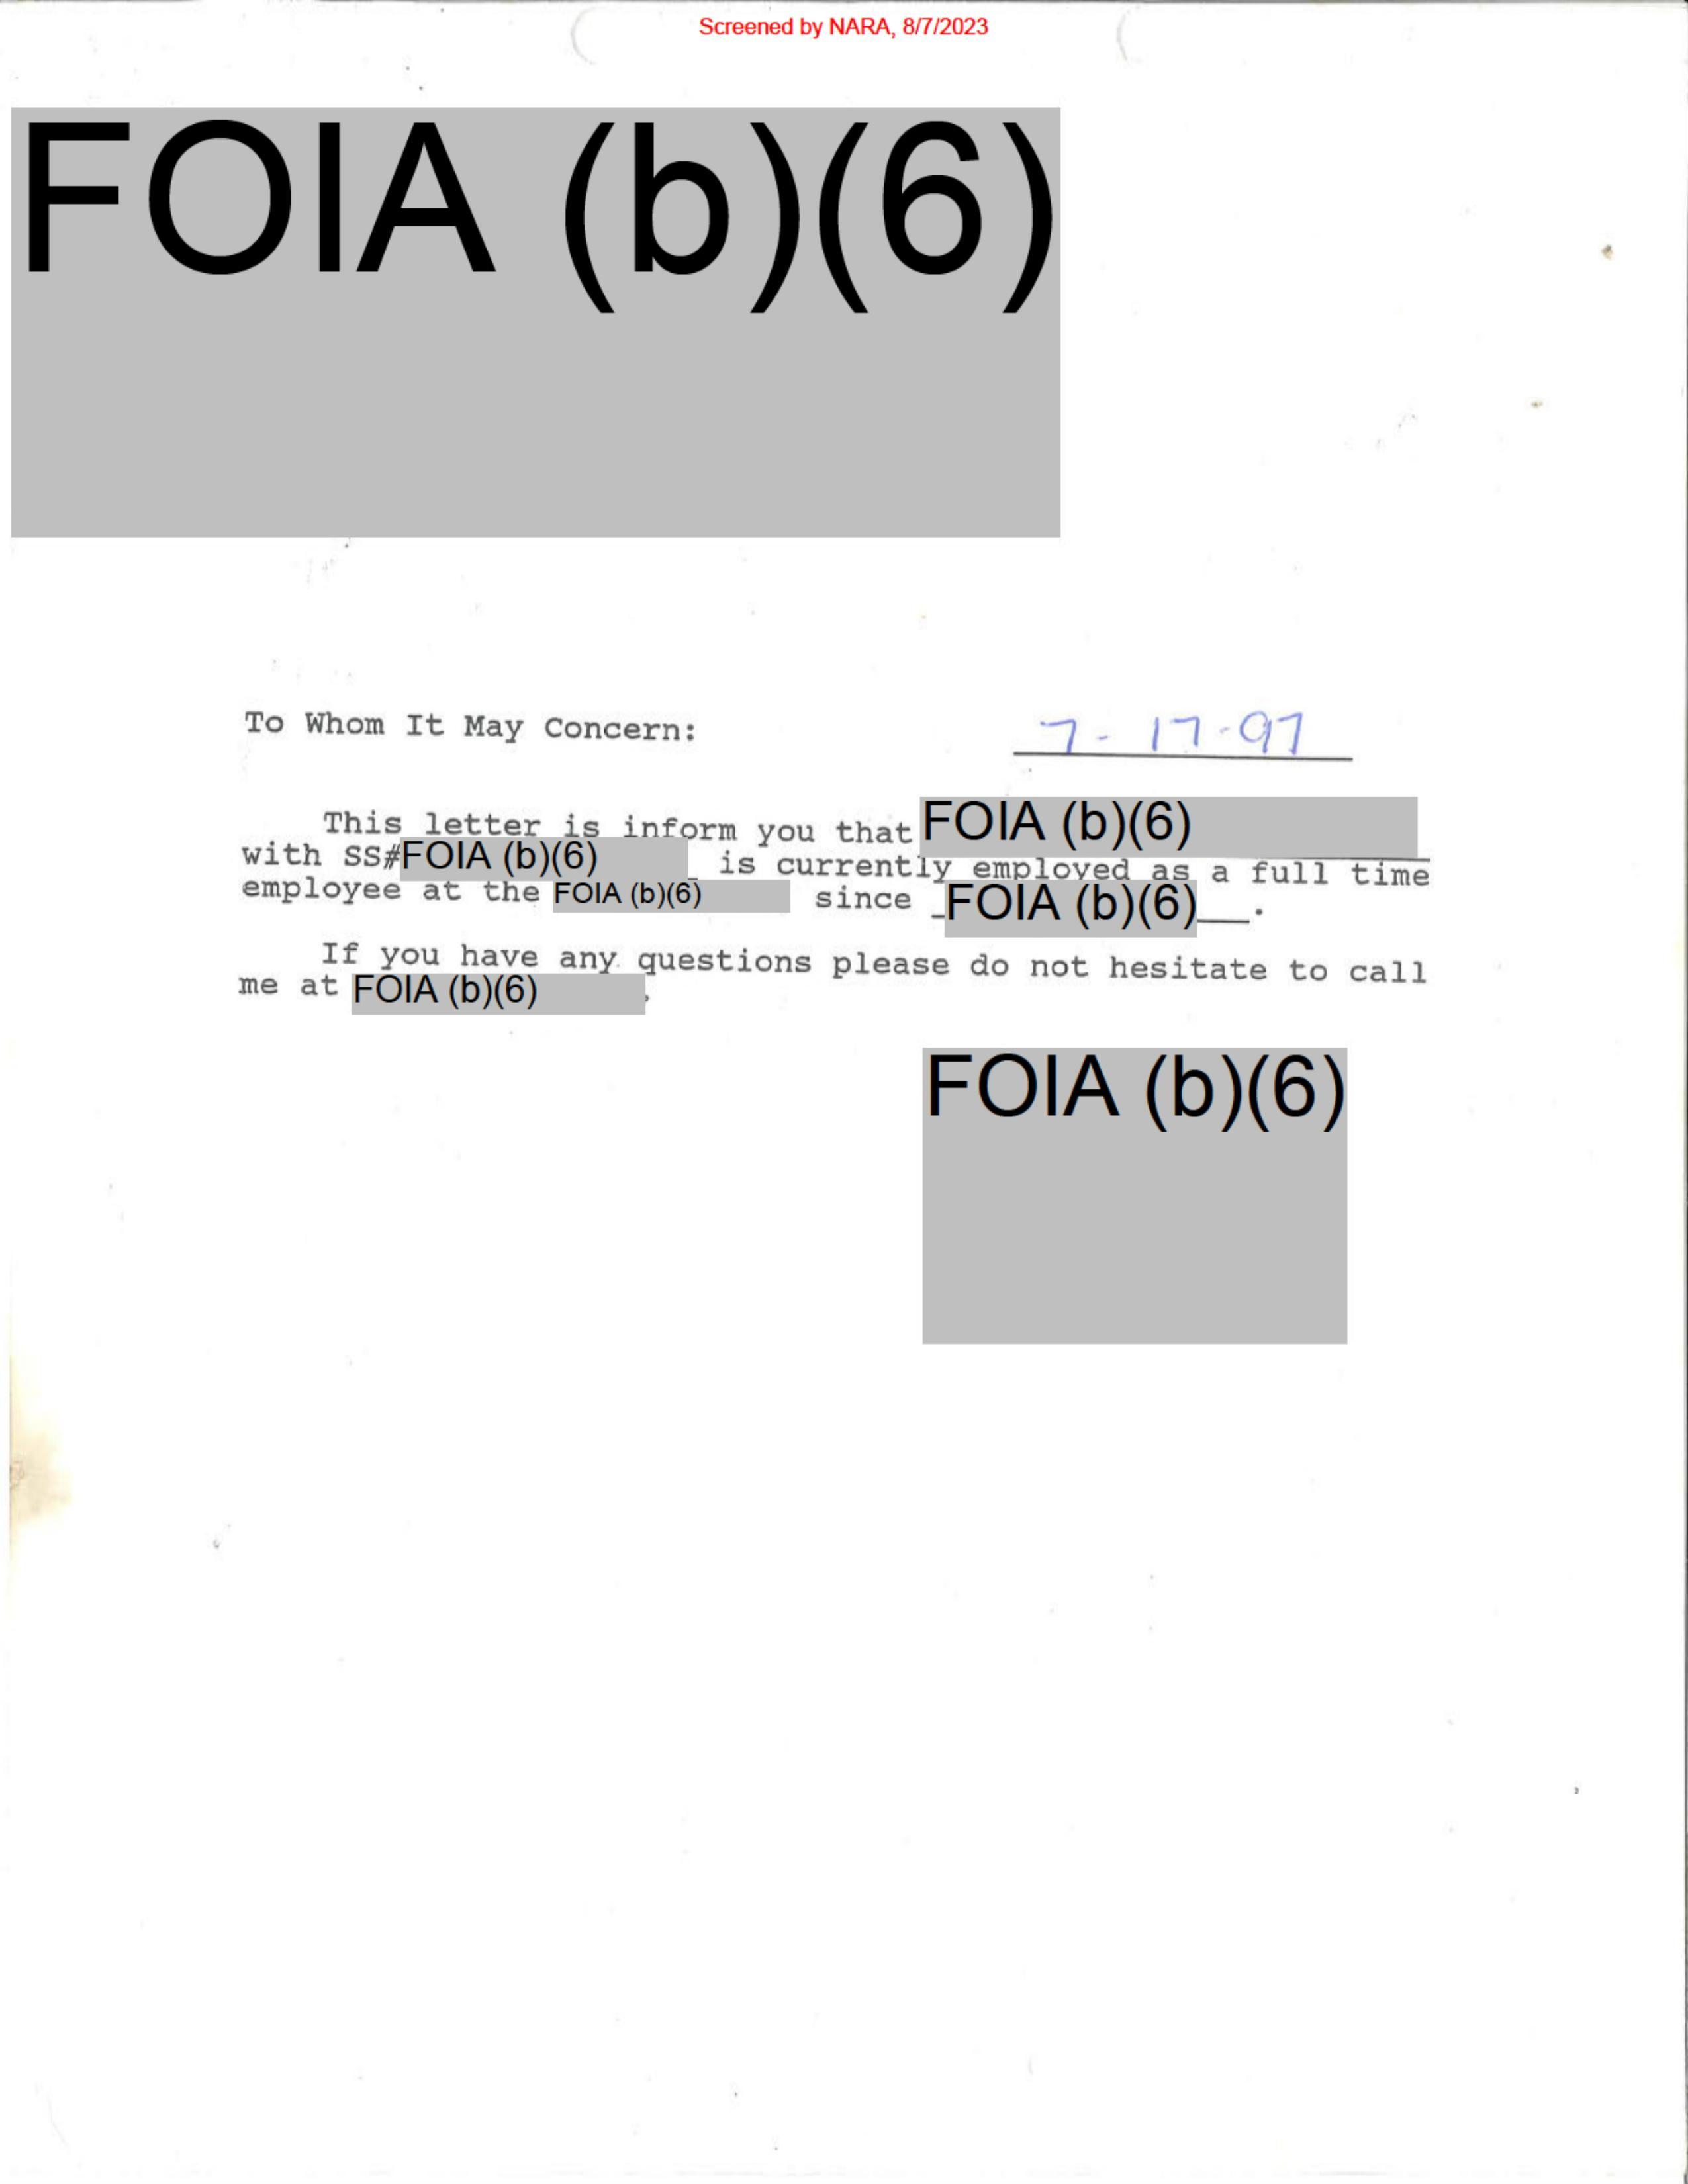 Screened by NARA, 8/7/2023
FOIA (b)(6)
To Whom It May Concern: 7-17-97
This letter is inform you that FOIA (b)(6)
with SS#FOIA (b)(6)_ is currently employed as a full time
employee at the FOIA (b)(6) since _FOIA (b)(6)___.
If you have any questions please do not hesitate to call
me at FOIA (b)(6).
FOIA (b)(6)